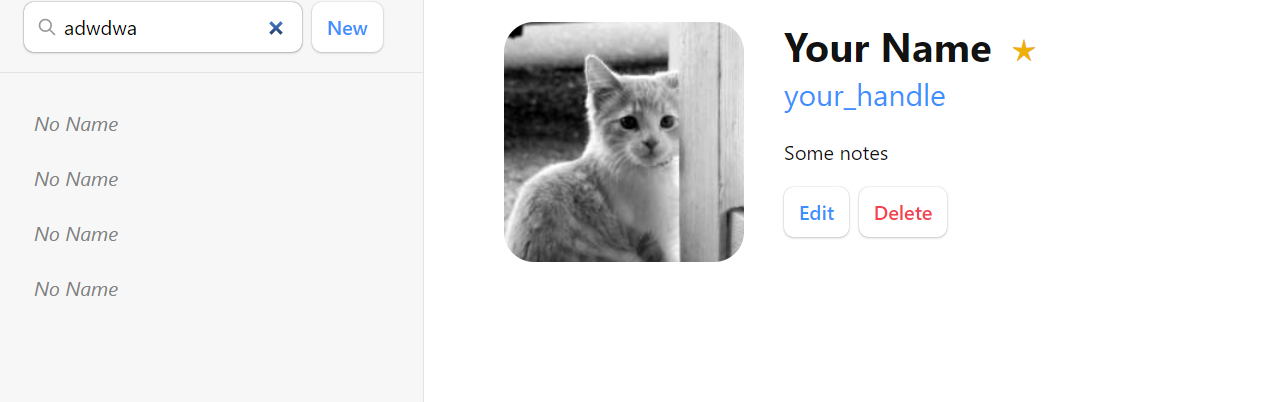 adwdwa
New
No Name
No Name
No Name
No Name
Your Name ★
your_handle
Some notes
Edit
Delete